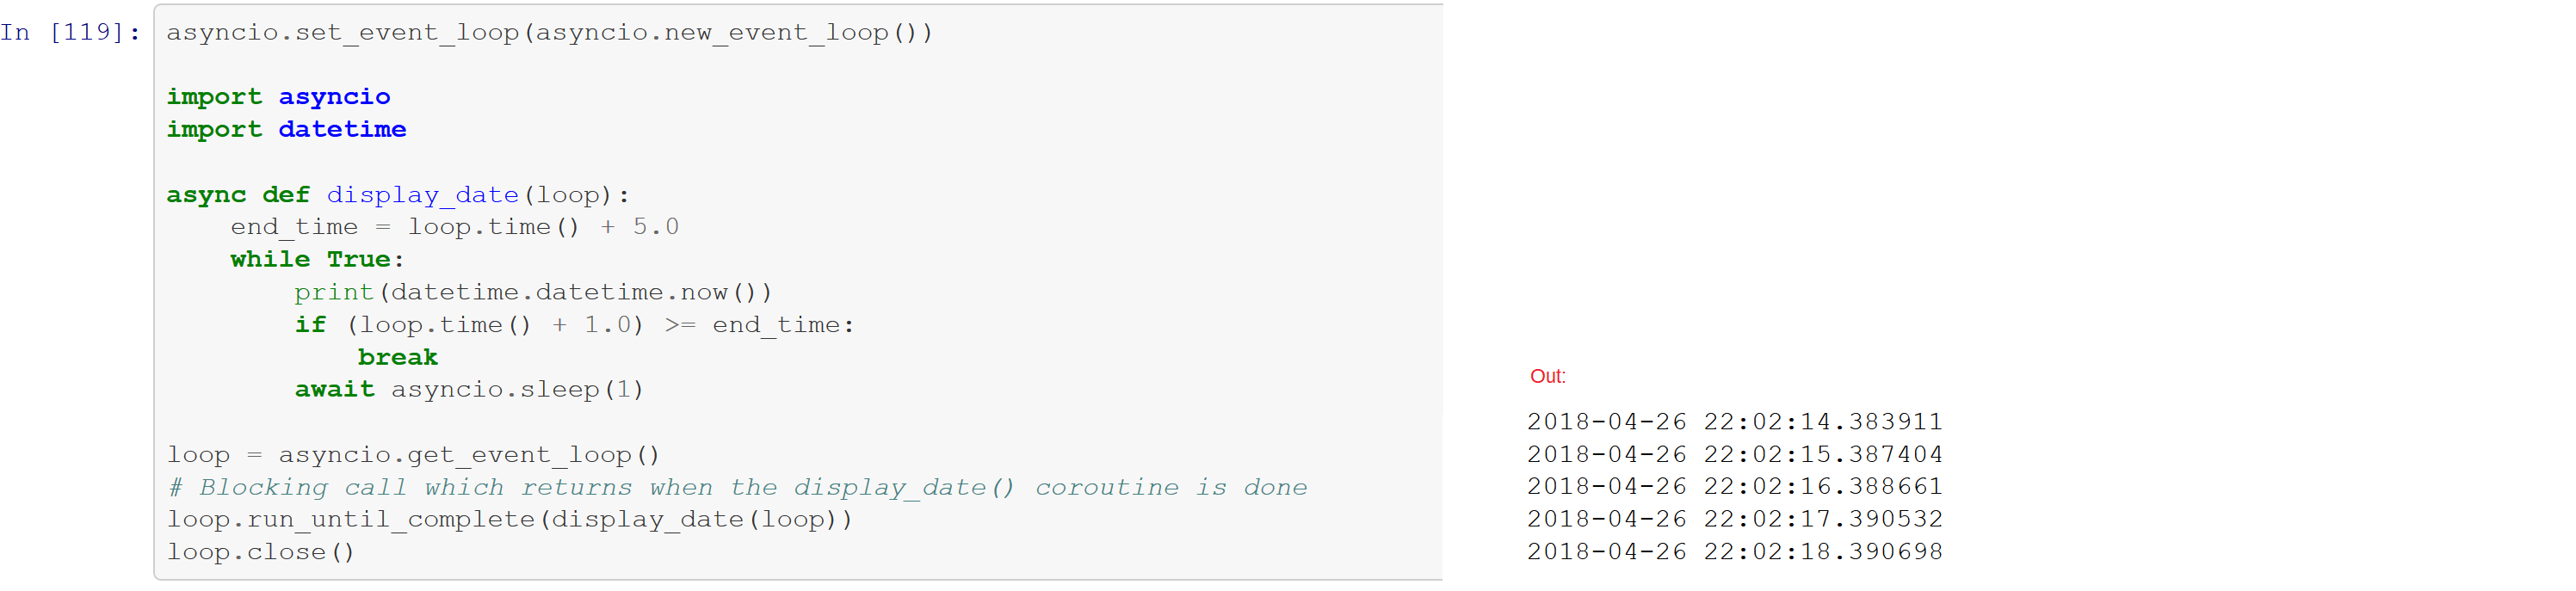 In [119]: asyncio.set_event_loop(asyncio.new_event_loop())
import asyncio
import datetime
async def display_date(loop):
    end_time = loop.time() + 5.0
    while True:
        print(datetime.datetime.now())
        if (loop.time() + 1.0) >= end_time:
            break
        await asyncio.sleep(1)
loop = asyncio.get_event_loop()
# Blocking call which returns when the display_date() coroutine is done
loop.run_until_complete(display_date(loop))
loop.close()
Out:
2018-04-26 22:02:14.383911
2018-04-26 22:02:15.387404
2018-04-26 22:02:16.388661
2018-04-26 22:02:17.390532
2018-04-26 22:02:18.390698